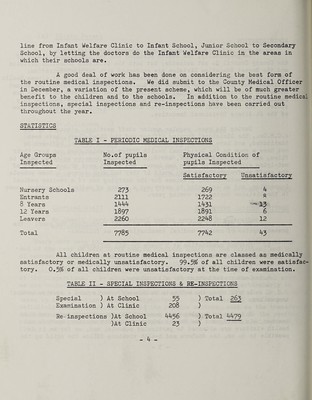 line from Infant Welfare Clinic to Infant School, Junior School to Secondary
School, by letting the doctors do the Infant Welfare Clinic in the areas in
which their schools are.
A good deal of work has been done on considering the best form of
the routine medical inspections. We did submit to the County Medical Officer
in December, a variation of the present scheme, which will be of much greater
benefit to the children and to the schools. In addition to the routine medical
inspections, special inspections and re-inspections have been carried out
throughout the year.
STATISTICS
TABLE I - PERIODIC MEDICAL INSPECTIONS
Age Groups No.of pupils Physical Condition of
Inspected Inspected pupils Inspected
Satisfactory Unsatisfactory
Nursery Schools 273 269 4
Entrants 2111 1722
8 Years 1444 1431 13
12 Years 1897 1891 6
Leavers 2260 2248 12
Total 7785 7742 43
All children at routine medical inspections are classed as medically
satisfactory or medically unsatisfactory. 99.5% of all children were satisfac-
tory. 0.5% of all children were unsatisfactory at the time of examination.
TABLE II - SPECIAL INSPECTIONS & RE-INSPECTIONS
Special ) At School 55 ) Total 263
Examination ) At Clinic 208 )
Re-inspections )At School 4456 ) Total 4479
)At Clinic 23 )
- 4 -